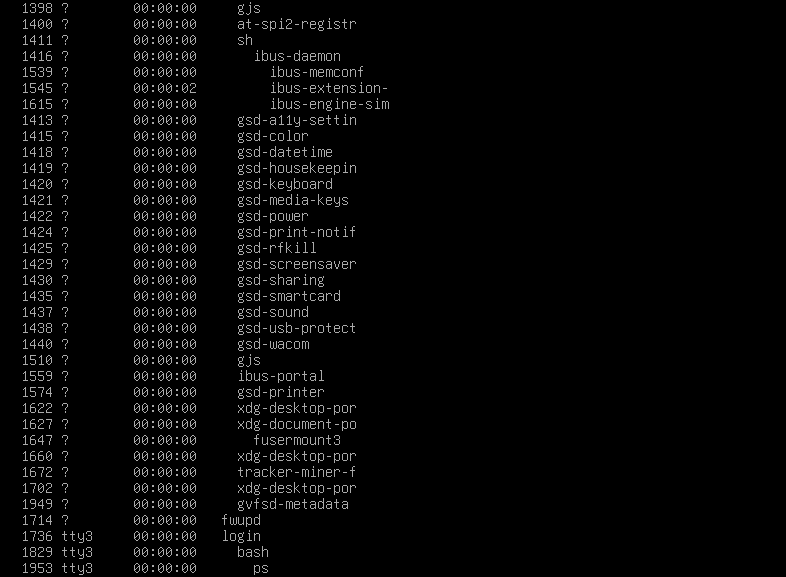 1398 ?        00:00:00     gjs
1400 ?        00:00:00     at-spi2-registr
1411 ?        00:00:00     sh
1416 ?        00:00:00       ibus-daemon
1539 ?        00:00:00         ibus-memconf
1545 ?        00:00:02         ibus-extension-
1615 ?        00:00:00         ibus-engine-sim
1413 ?        00:00:00     gsd-a11y-settin
1415 ?        00:00:00     gsd-color
1418 ?        00:00:00     gsd-datetime
1419 ?        00:00:00     gsd-housekeepin
1420 ?        00:00:00     gsd-keyboard
1421 ?        00:00:00     gsd-media-keys
1422 ?        00:00:00     gsd-power
1424 ?        00:00:00     gsd-print-notif
1425 ?        00:00:00     gsd-rfkill
1429 ?        00:00:00     gsd-screensaver
1430 ?        00:00:00     gsd-sharing
1435 ?        00:00:00     gsd-smartcard
1437 ?        00:00:00     gsd-sound
1438 ?        00:00:00     gsd-usb-protect
1440 ?        00:00:00     gsd-wacom
1510 ?        00:00:00     gjs
1559 ?        00:00:00     ibus-portal
1574 ?        00:00:00     gsd-printer
1622 ?        00:00:00     xdg-desktop-por
1627 ?        00:00:00     xdg-document-po
1647 ?        00:00:00       fusermount3
1660 ?        00:00:00     xdg-desktop-por
1672 ?        00:00:00     tracker-miner-f
1702 ?        00:00:00     xdg-desktop-por
1949 ?        00:00:00     gvfsd-metadata
1714 ?        00:00:00   fwupd
1736 tty3     00:00:00   login
1829 tty3     00:00:00     bash
1953 tty3     00:00:00       ps